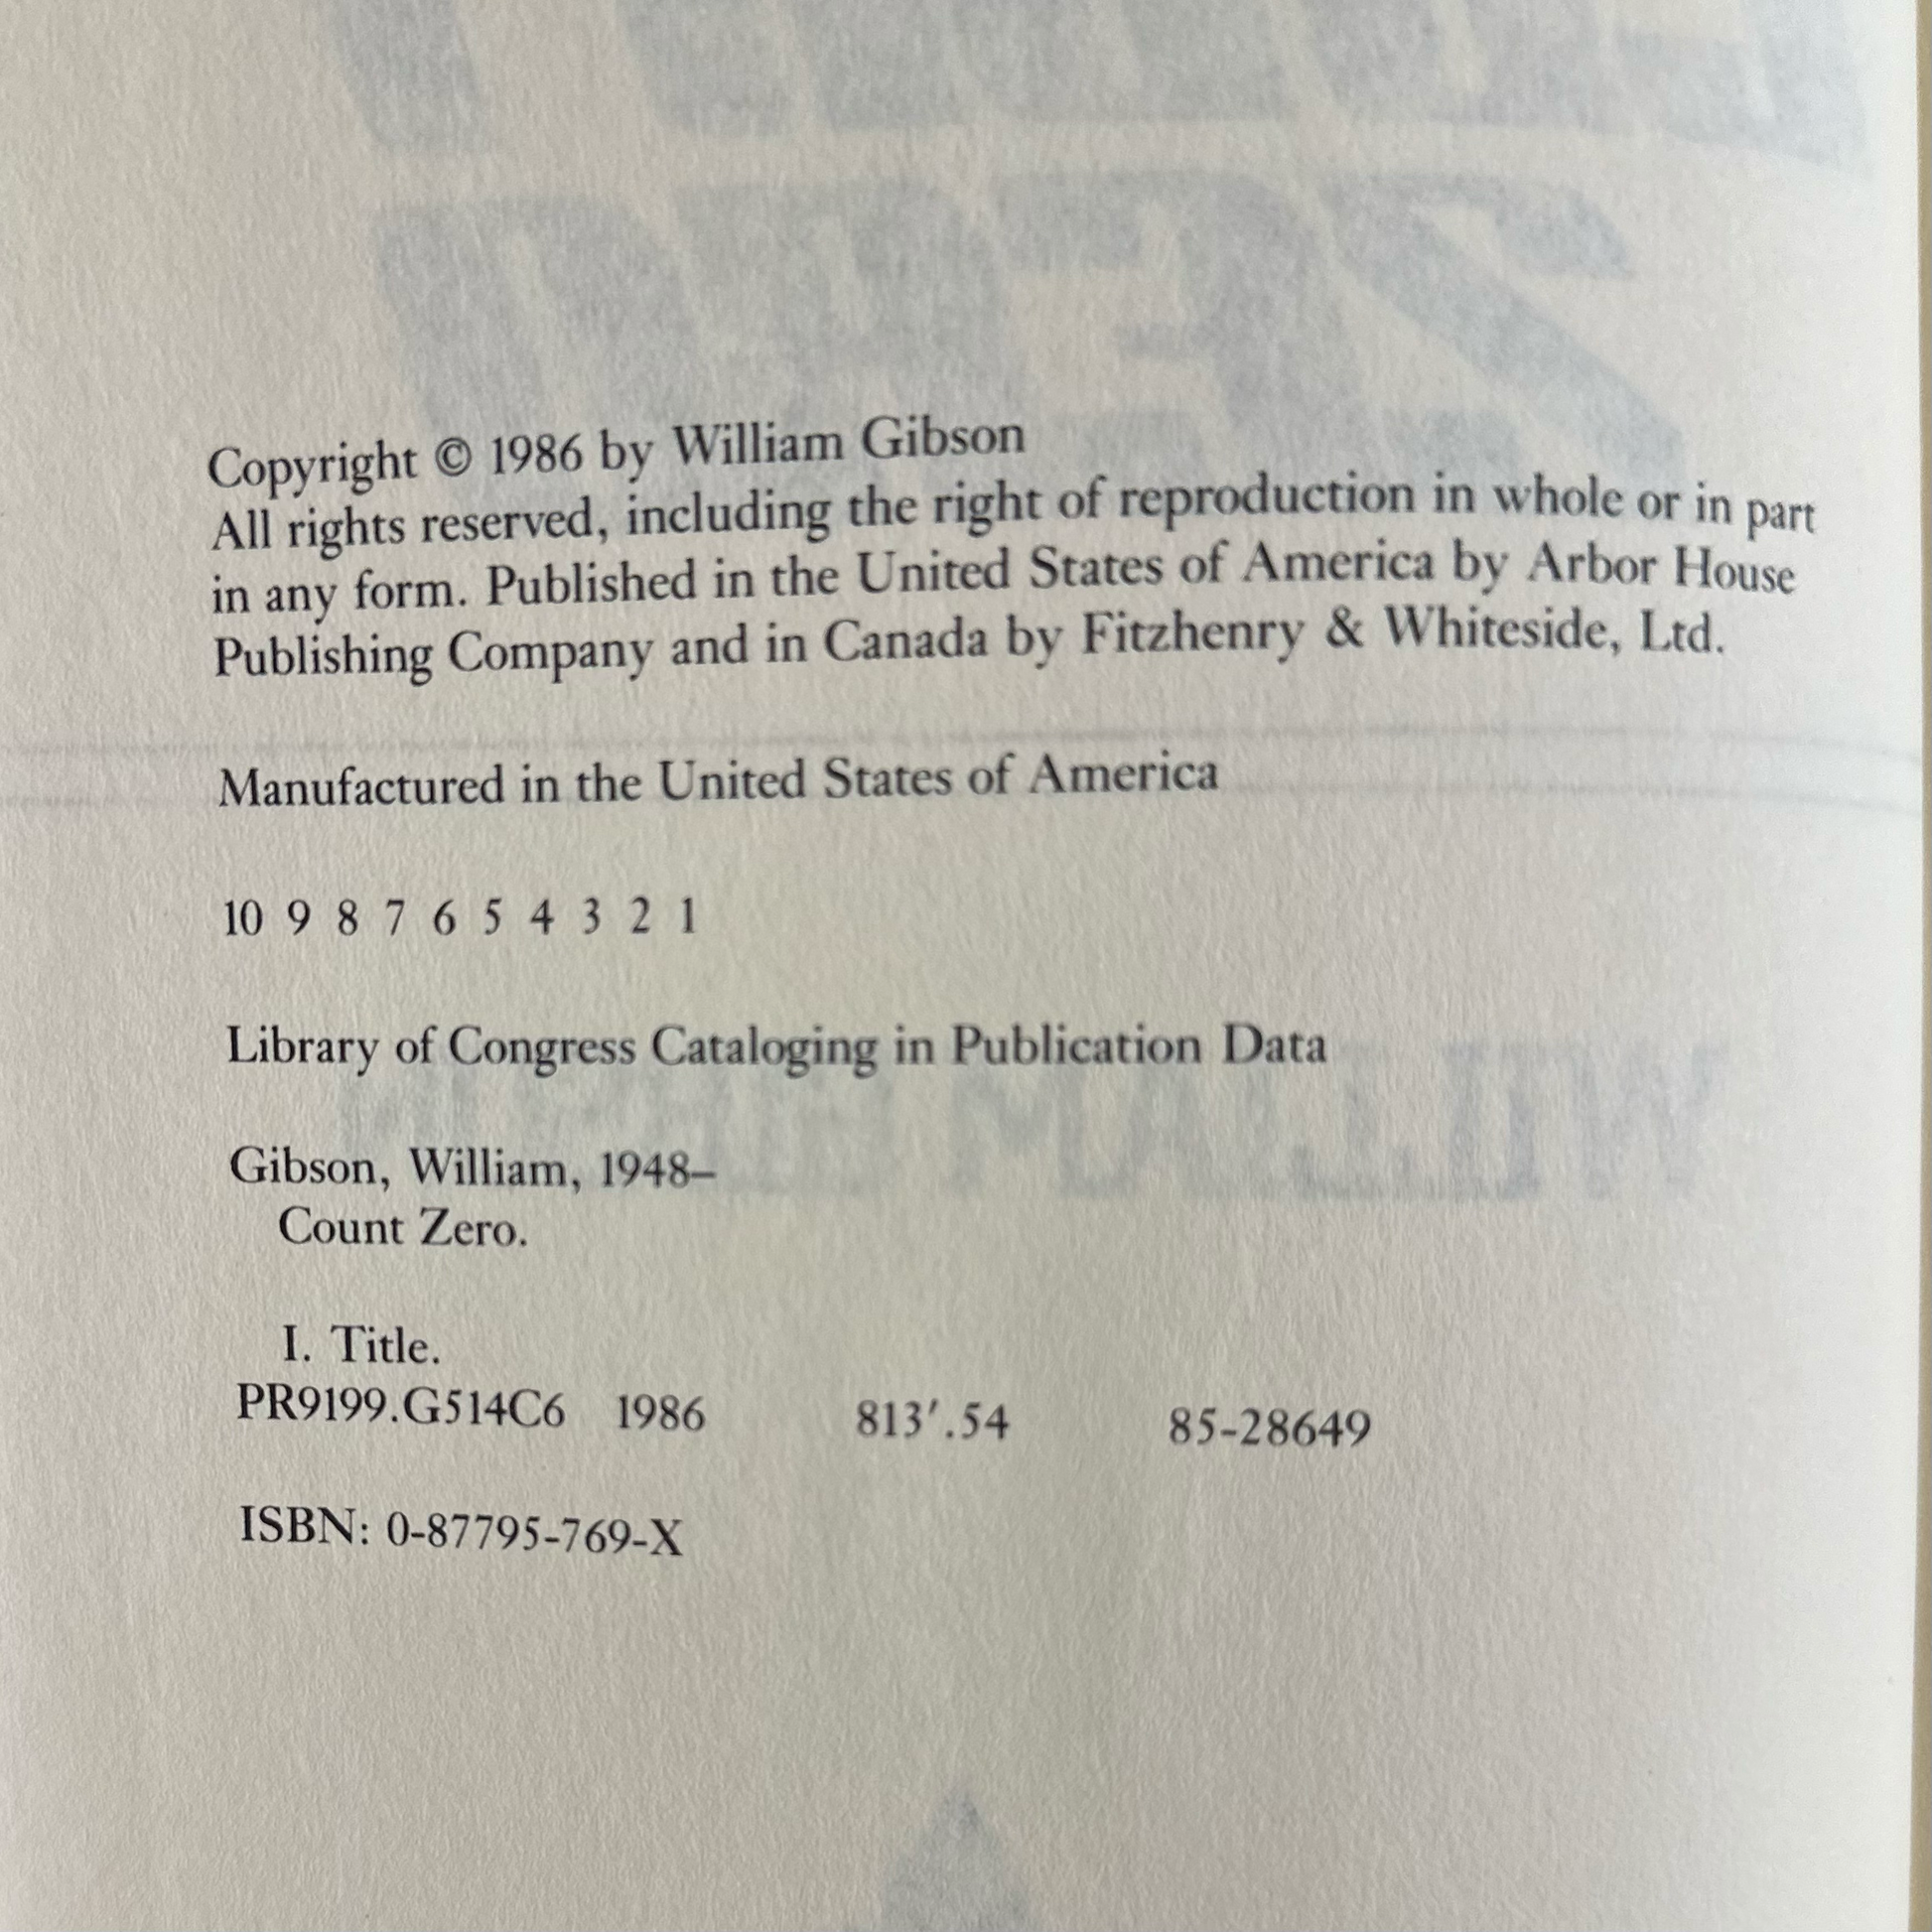 Copyright © 1986 by William Gibson
All rights reserved, including the right of reproduction in whole or in part
in any form. Published in the United States of America by Arbor House
Publishing Company and in Canada by Fitzhenry & Whiteside, Ltd.
Manufactured in the United States of America
10 9 8 7 6 5 4 3 2 1
Library of Congress Cataloging in Publication Data
Gibson, William, 1948–
Count Zero.
I. Title.
PR9199.G514C6 1986 813′.54 85-28649
ISBN: 0-87795-769-X